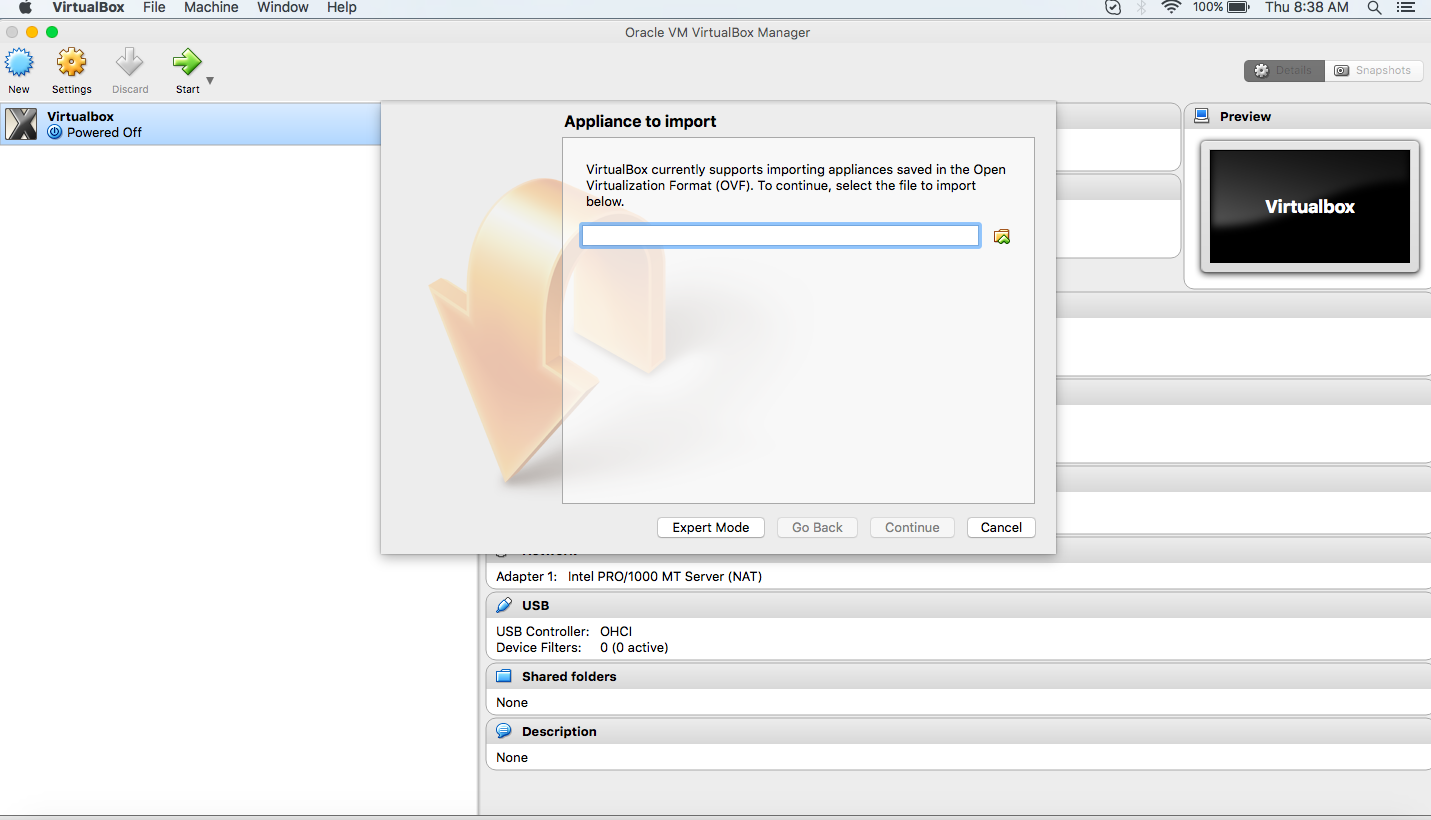 VirtualBox File Machine Window Help 100% Thu 8:38 AM
Oracle VM VirtualBox Manager
New Settings Discard Start
Details Snapshots
Virtualbox
Powered Off
Appliance to import
VirtualBox currently supports importing appliances saved in the Open
Virtualization Format (OVF). To continue, select the file to import
below.
Expert Mode Go Back Continue Cancel
Preview
Virtualbox
Network
Adapter 1: Intel PRO/1000 MT Server (NAT)
USB
USB Controller: OHCI
Device Filters: 0 (0 active)
Shared folders
None
Description
None